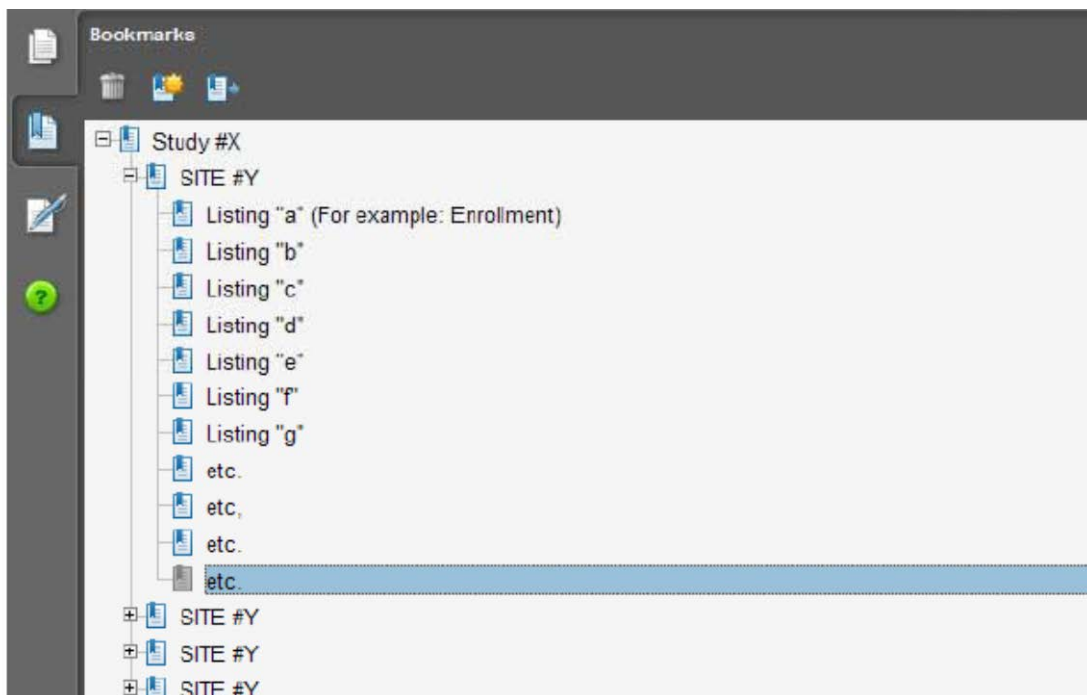 Bookmarks
Study #X
SITE #Y
Listing "a" (For example: Enrollment)
Listing "b"
Listing "c"
Listing "d"
Listing "e"
Listing "f"
Listing "g"
etc.
etc,
etc.
etc.
SITE #Y
SITE #Y
SITE #Y